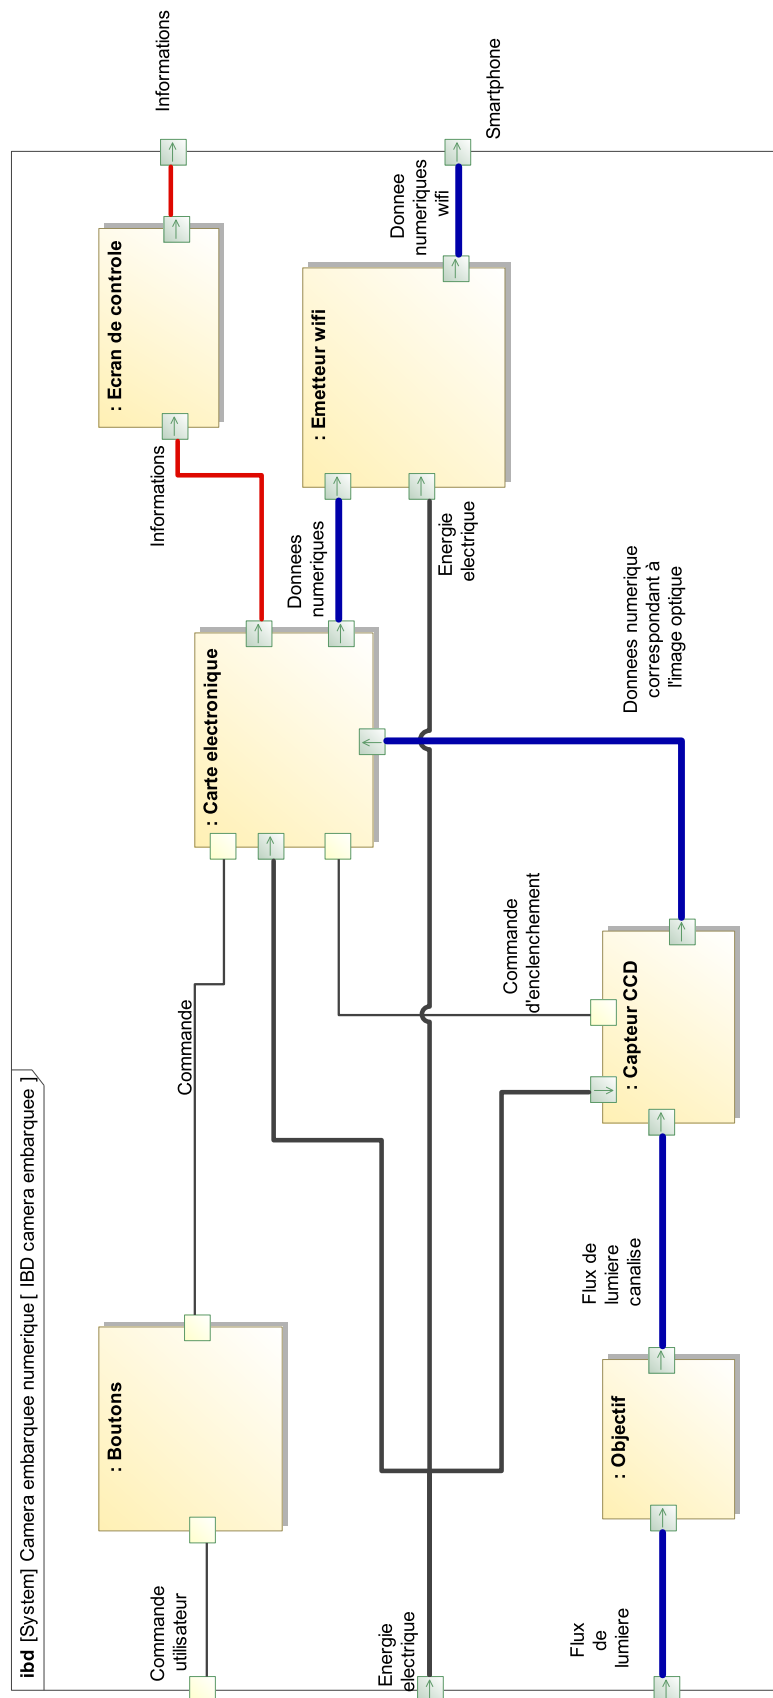 ibd [System] Camera embarquee numerique [ IBD camera embarquee ]
Commande
utilisateur
: Boutons
Commande
Energie
electrique
Flux
de
lumiere
: Objectif
Flux de
lumiere
canalise
: Capteur CCD
Commande
d'enclenchement
Donnees numerique
correspondant à
l'image optique
: Carte electronique
Informations
Donnees
numeriques
Energie
electrique
: Ecran de controle
: Emetteur wifi
Donnee
numeriques
wifi
Informations
Smartphone